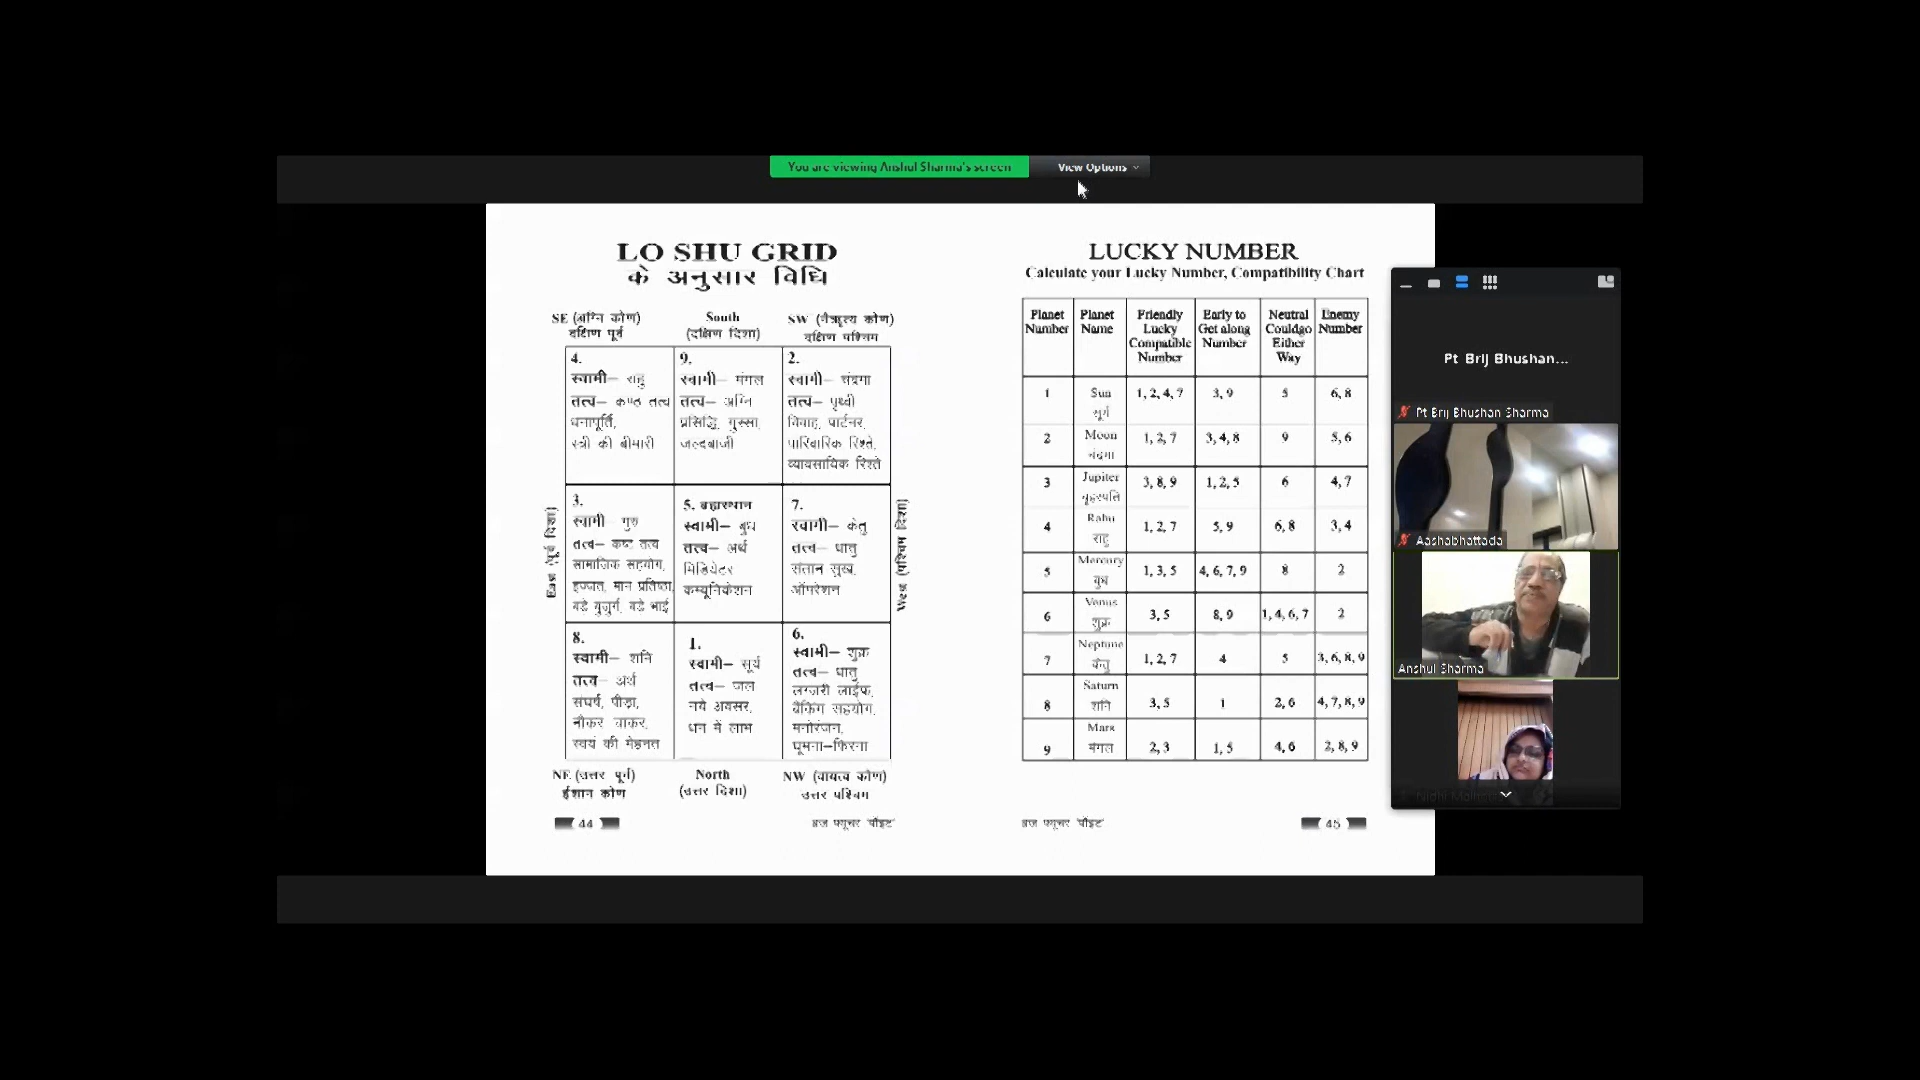 You are viewing Anshul Sharma's screen
View Options
LO SHU GRID
के अनुसार विधि
SE (अग्नि कोण)
दक्षिण पूर्व
South
(दक्षिण दिशा)
SW (नैऋृत्य कोण)
दक्षिण पश्चिम
East (पूर्व दिशा)
West (पश्चिम दिशा)
4.
स्वामी– राहु
तत्व– कष्ठ तत्व
धनापूर्ति,
स्त्री की बीमारी
9.
स्वामी– मंगल
तत्व– अग्नि
प्रसिद्धि, गुस्सा,
जल्दबाजी
2.
स्वामी– चंद्रमा
तत्व– पृथ्वी
विवाह, पार्टनर,
पारिवारिक रिश्ते,
व्यावसायिक रिश्ते
3.
स्वामी– गुरु
तत्व– कष्ट तत्व
सामाजिक सहयोग,
इज्जत, मान प्रतिष्ठा,
बड़े बुजुर्ग, बड़े भाई
5. ब्रहास्थान
स्वामी– बुध
तत्व– अर्थ
मिडियेटर
कम्यूनिकेशन
7.
स्वामी– केतु
तत्व– धातु
संतान सुख,
ऑपरेशन
8.
स्वामी– शनि
तत्व– अर्थ
संघर्ष, पीड़ा,
नौकर चाकर,
स्वयं की मेहनत
1.
स्वामी– सूर्य
तत्व– जल
नये अवसर,
धन में लाभ
6.
स्वामी– शुक्र
तत्व– धातु
लग्जरी लाईफ,
बैंकिंग सहयोग,
मनोरंजन,
घूमना–फिरना
NE (उत्तर पूर्व)
ईशान कोण
North
(उत्तर दिशा)
NW (वायव्य कोण)
उत्तर पश्चिम
44
ब्रज फ्यूचर 'पॉइंट'
LUCKY NUMBER
Calculate your Lucky Number, Compatibility Chart
Planet Number Planet Name Friendly Lucky Compatible Number Early to Get along Number Neutral Couldgo Either Way Enemy Number
1 Sun सूर्य 1, 2, 4, 7 3, 9 5 6, 8
2 Moon चंद्रमा 1, 2, 7 3, 4, 8 9 5, 6
3 Jupiter बृहस्पति 3, 8, 9 1, 2, 5 6 4, 7
4 Rahu राहु 1, 2, 7 5, 9 6, 8 3, 4
5 Mercury बुध 1, 3, 5 4, 6, 7, 9 8 2
6 Venus शुक्र 3, 5 8, 9 1, 4, 6, 7 2
7 Neptune केतु 1, 2, 7 4 5 3, 6, 8, 9
8 Saturn शनि 3, 5 1 2, 6 4, 7, 8, 9
9 Mars मंगल 2, 3 1, 5 4, 6 2, 8, 9
ब्रज फ्यूचर 'पॉइंट'
45
Pt Brij Bhushan...
Pt Brij Bhushan Sharma
Aashabhattada
Anshul Sharma